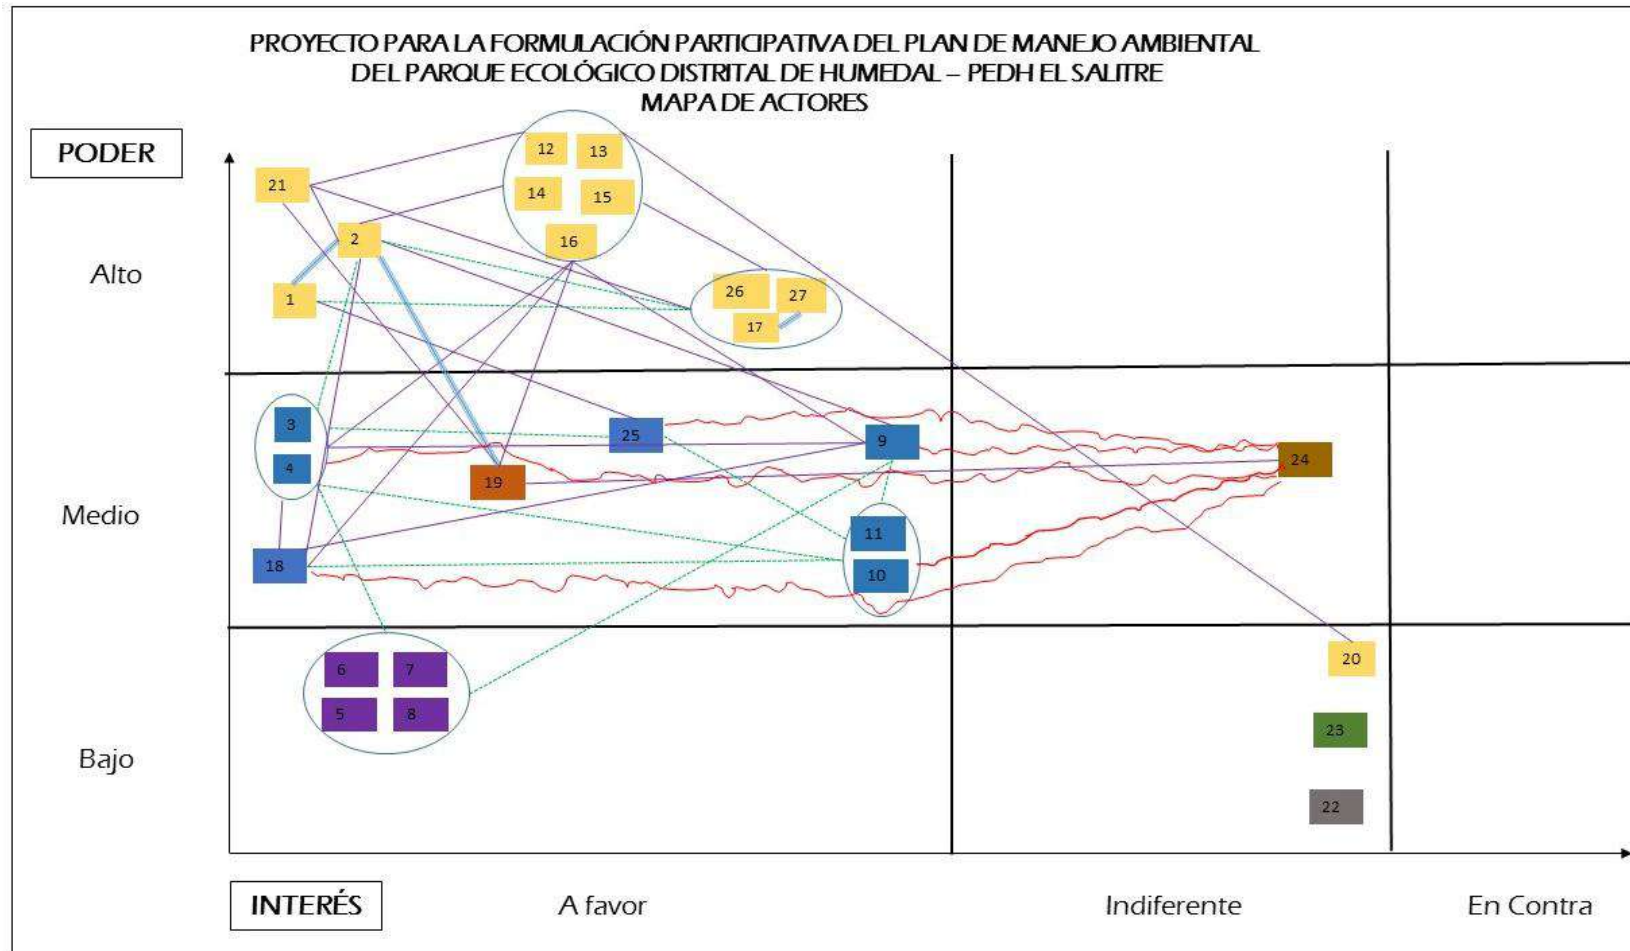 PROYECTO PARA LA FORMULACIÓN PARTICIPATIVA DEL PLAN DE MANEJO AMBIENTAL
DEL PARQUE ECOLÓGICO DISTRITAL DE HUMEDAL – PEDH EL SALITRE
MAPA DE ACTORES
PODER
12
13
21
14
15
2
16
Alto
1
26
27
17
3
25
9
4
24
19
Medio
11
18
10
6
7
20
5
8
23
Bajo
22
INTERÉS
A favor
Indiferente
En Contra